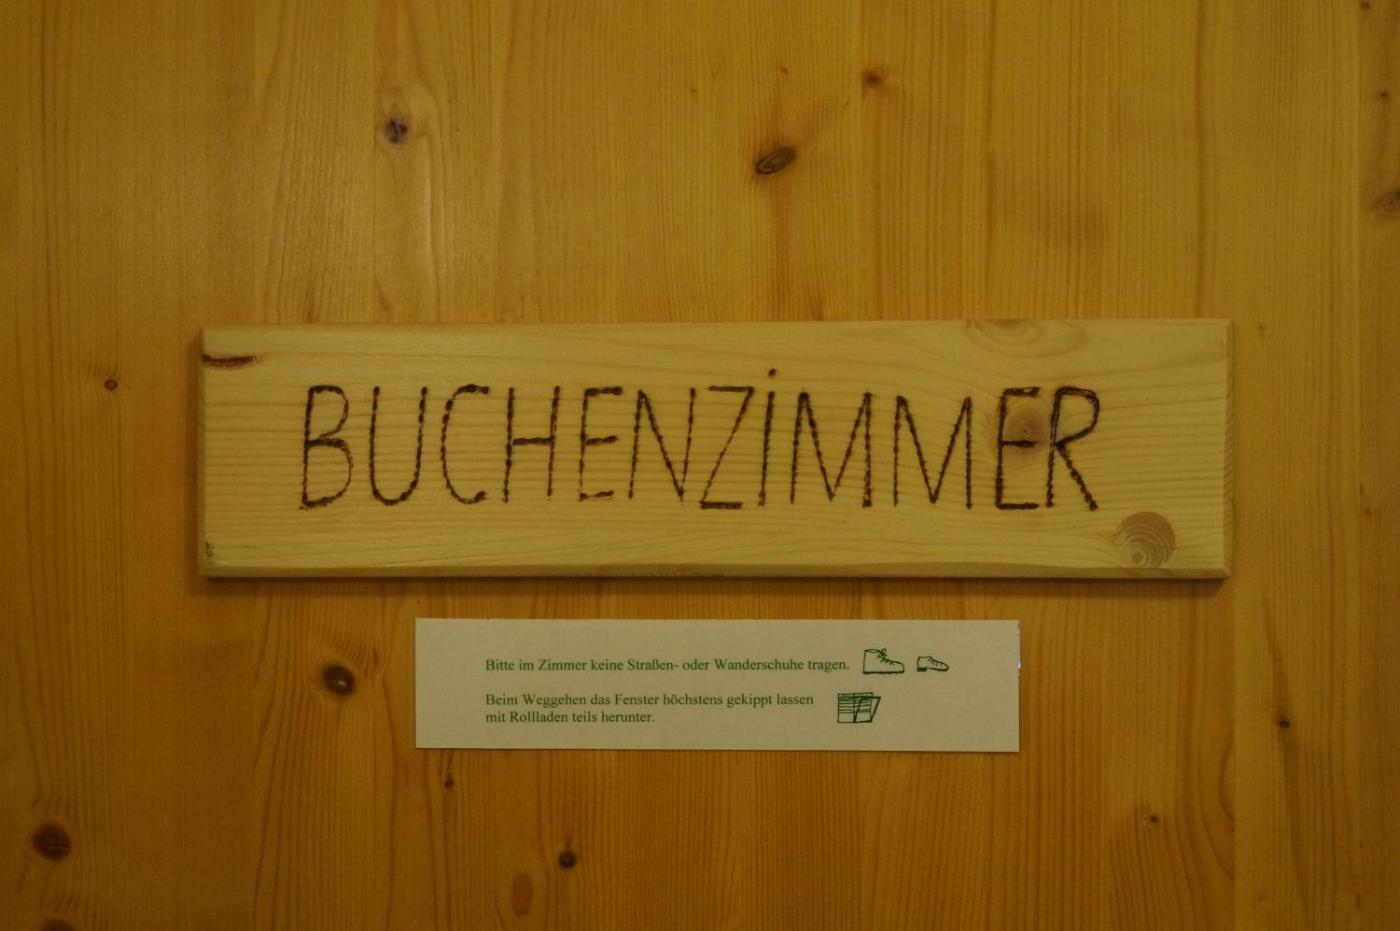 BUCHENZiMMER
Bitte im Zimmer keine Straßen- oder Wanderschuhe tragen.
Beim Weggehen das Fenster höchstens gekippt lassen
mit Rollladen teils herunter.